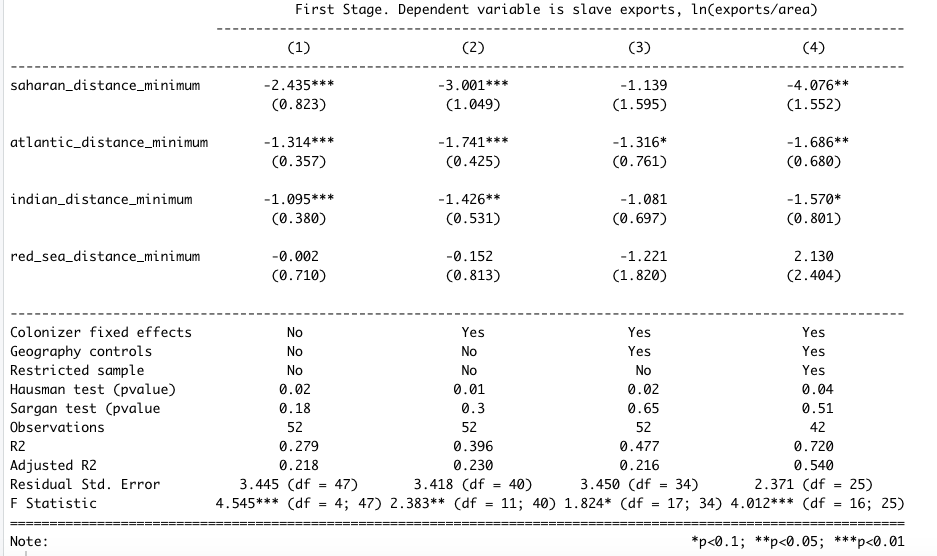 First Stage. Dependent variable is slave exports, ln(exports/area)
(1) (2) (3) (4)
saharan_distance_minimum -2.435*** -3.001*** -1.139 -4.076**
(0.823) (1.049) (1.595) (1.552)
atlantic_distance_minimum -1.314*** -1.741*** -1.316* -1.686**
(0.357) (0.425) (0.761) (0.680)
indian_distance_minimum -1.095*** -1.426** -1.081 -1.570*
(0.380) (0.531) (0.697) (0.801)
red_sea_distance_minimum -0.002 -0.152 -1.221 2.130
(0.710) (0.813) (1.820) (2.404)
Colonizer fixed effects No Yes Yes Yes
Geography controls No No Yes Yes
Restricted sample No No No Yes
Hausman test (pvalue) 0.02 0.01 0.02 0.04
Sargan test (pvalue 0.18 0.3 0.65 0.51
Observations 52 52 52 42
R2 0.279 0.396 0.477 0.720
Adjusted R2 0.218 0.230 0.216 0.540
Residual Std. Error 3.445 (df = 47) 3.418 (df = 40) 3.450 (df = 34) 2.371 (df = 25)
F Statistic 4.545*** (df = 4; 47) 2.383** (df = 11; 40) 1.824* (df = 17; 34) 4.012*** (df = 16; 25)
Note: *p<0.1; **p<0.05; ***p<0.01